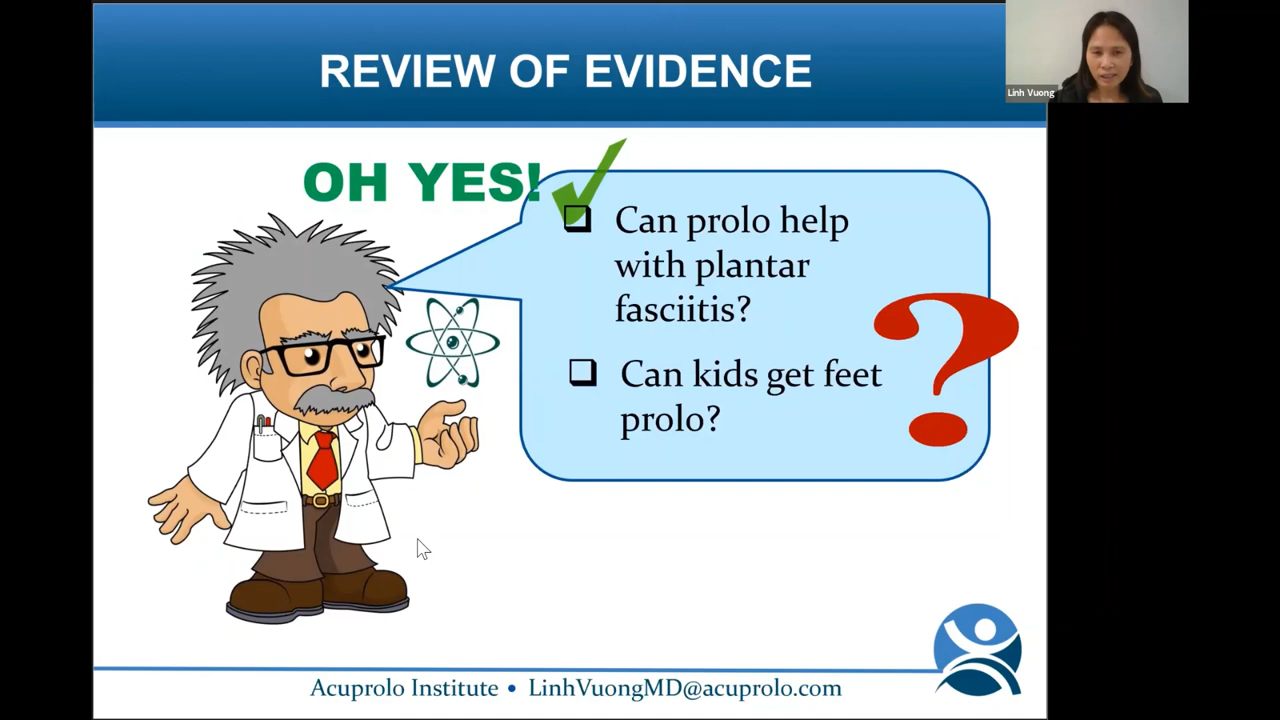 REVIEW OF EVIDENCE
Linh Vuong
OH YES!
Can prolo help
with plantar
fasciitis?
Can kids get feet
prolo?
?
Acuprolo Institute • LinhVuongMD@acuprolo.com